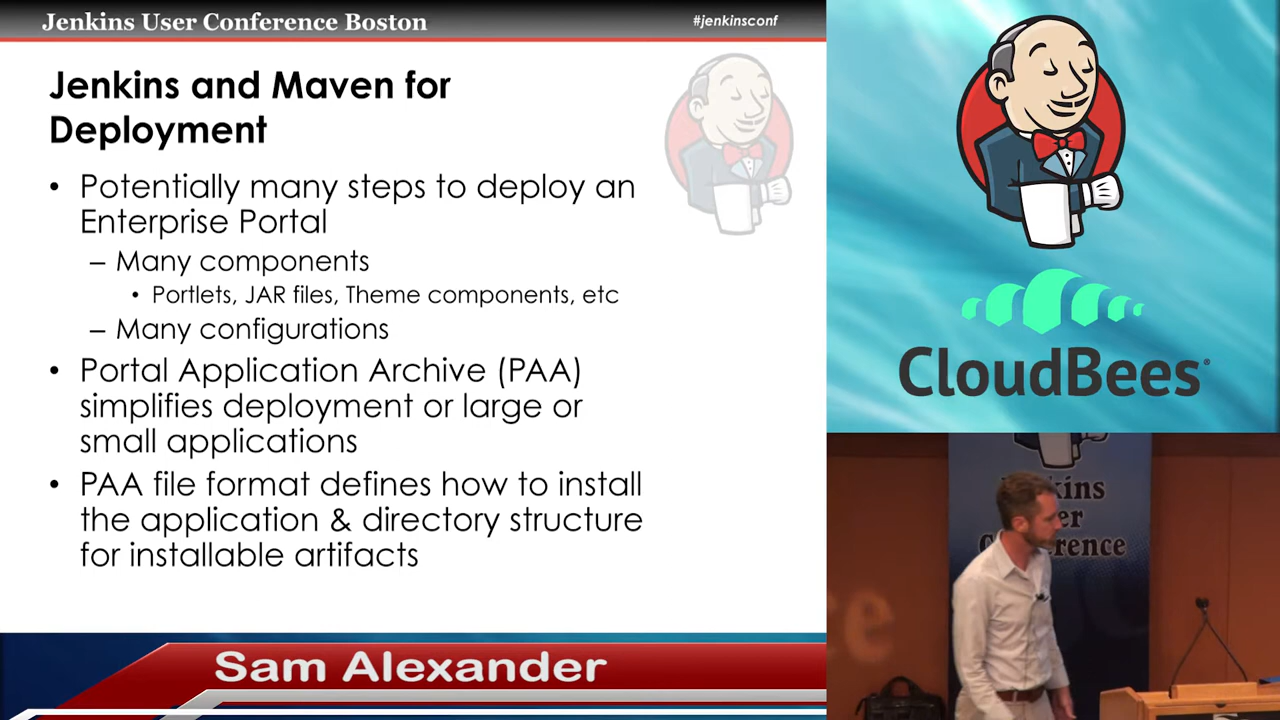 Jenkins User Conference Boston
#jenkinsconf
Jenkins and Maven for
Deployment
• Potentially many steps to deploy an
Enterprise Portal
– Many components
• Portlets, JAR files, Theme components, etc
– Many configurations
• Portal Application Archive (PAA)
simplifies deployment or large or
small applications
• PAA file format defines how to install
the application & directory structure
for installable artifacts
Sam Alexander
CloudBees®